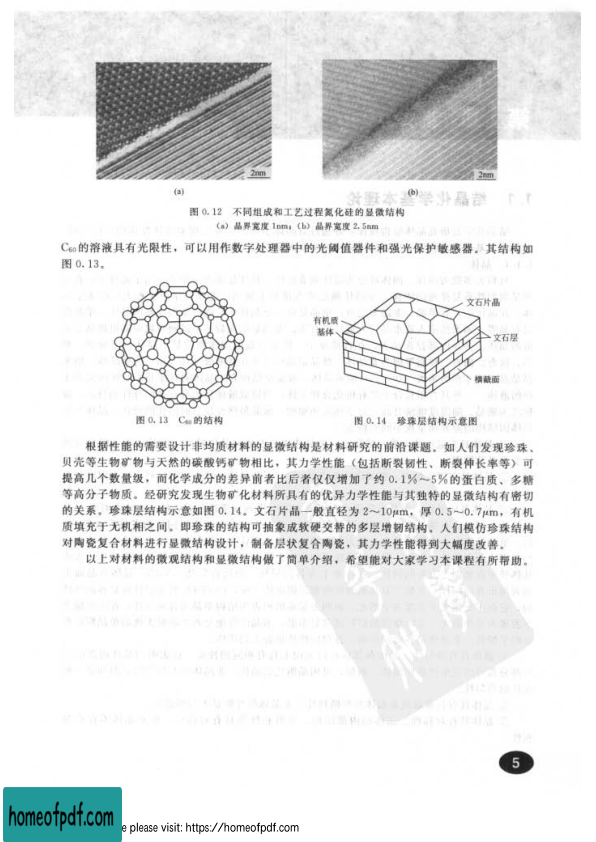 2nm
2nm
(a)
(b)
图 0.12 不同组成和工艺过程氮化硅的显微结构
(a) 晶界宽度 1nm; (b) 晶界宽度 2.5nm
C₆₀的溶液具有光限性，可以用作数字处理器中的光阈值器件和强光保护敏感器。其结构如
图 0.13。
文石片晶
有机质
基体
文石层
横截面
图 0.13 C₆₀的结构
图 0.14 珍珠层结构示意图
根据性能的需要设计非均质材料的显微结构是材料研究的前沿课题。如人们发现珍珠、
贝壳等生物矿物与天然的碳酸钙矿物相比，其力学性能（包括断裂韧性、断裂伸长率等）可
提高几个数量级，而化学成分的差异前者比后者仅仅增加了约 0.1%～5%的蛋白质、多糖
等高分子物质。经研究发现生物矿化材料所具有的优异力学性能与其独特的显微结构有密切
的关系。珍珠层结构示意如图 0.14。文石片晶一般直径为 2～10μm，厚 0.5～0.7μm，有机
质填充于无机相之间。即珍珠的结构可抽象成软硬交替的多层增韧结构。人们模仿珍珠结构
对陶瓷复合材料进行显微结构设计，制备层状复合陶瓷，其力学性能得到大幅度改善。
以上对材料的微观结构和显微结构做了简单介绍，希望能对大家学习本课程有所帮助。
5
homeofpdf.com
e please visit: https://homeofpdf.com